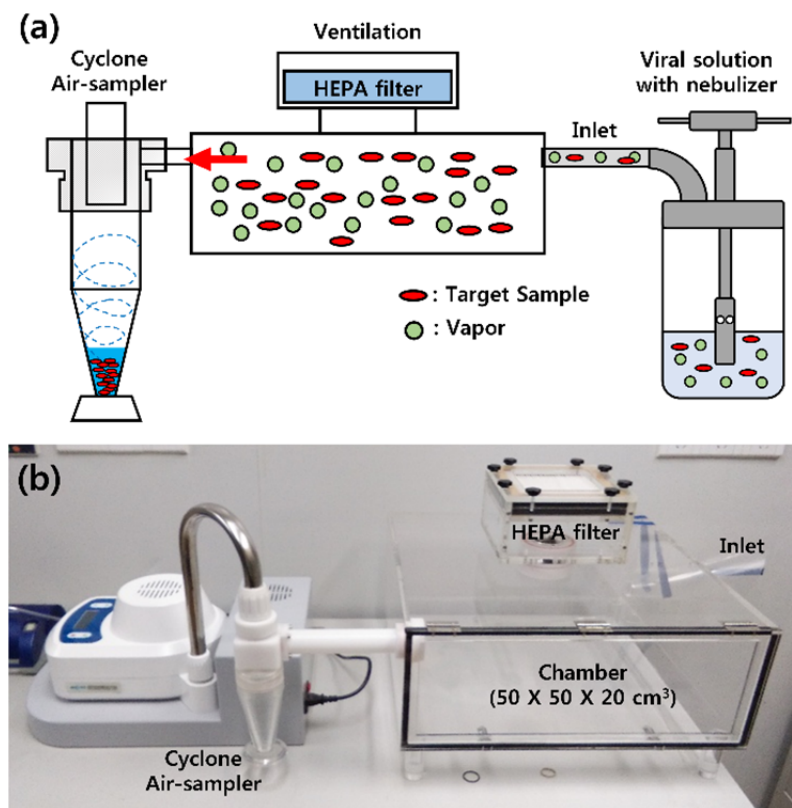 (a)
Cyclone
Air-sampler
Ventilation
HEPA filter
Viral solution
with nebulizer
Inlet
: Target Sample
: Vapor
(b)
HEPA filter
Inlet
Chamber
(50 X 50 X 20 cm³)
Cyclone
Air-sampler